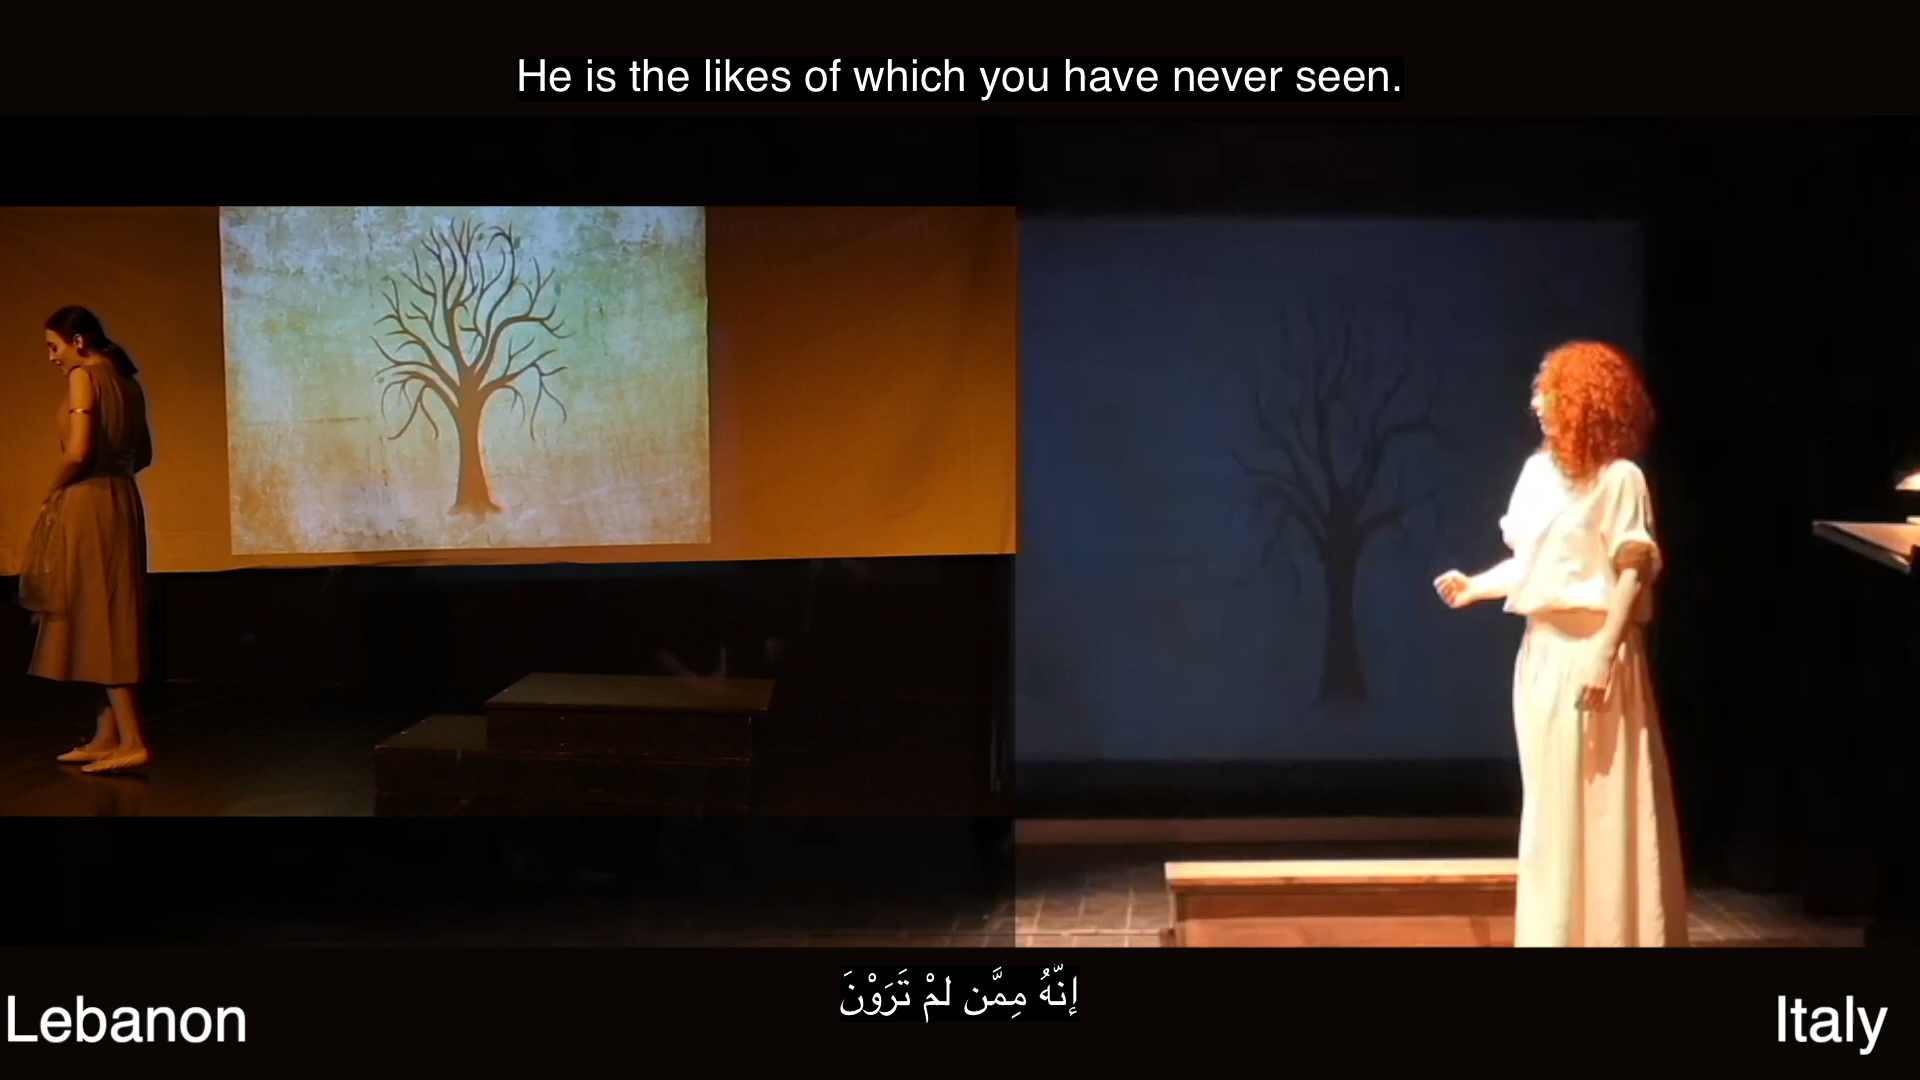 He is the likes of which you have never seen.
إنّهُ مِمَّن لمْ تَرَوْنَ
Lebanon
Italy